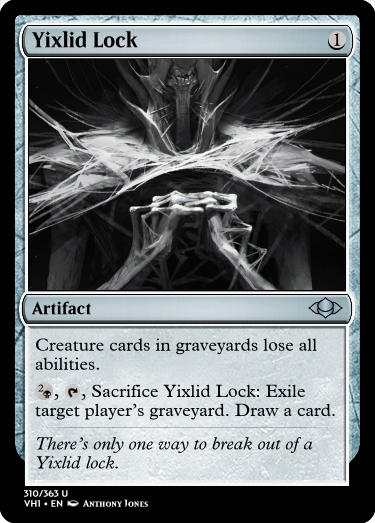 Yixlid Lock 1
Artifact
Creature cards in graveyards lose all
abilities.
2, , Sacrifice Yixlid Lock: Exile
target player's graveyard. Draw a card.
There's only one way to break out of a
Yixlid lock.
310/363 U
VH1 • EN Anthony Jones